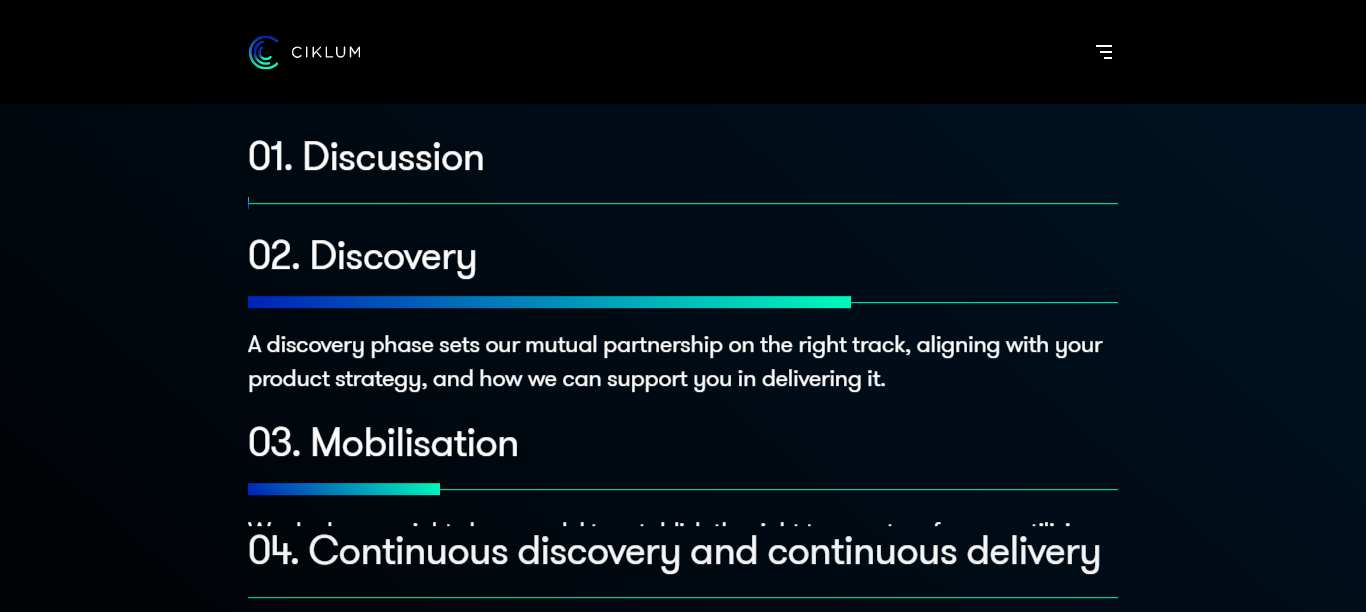 CIKLUM
01. Discussion
02. Discovery
A discovery phase sets our mutual partnership on the right track, aligning with your
product strategy, and how we can support you in delivering it.
03. Mobilisation
04. Continuous discovery and continuous delivery